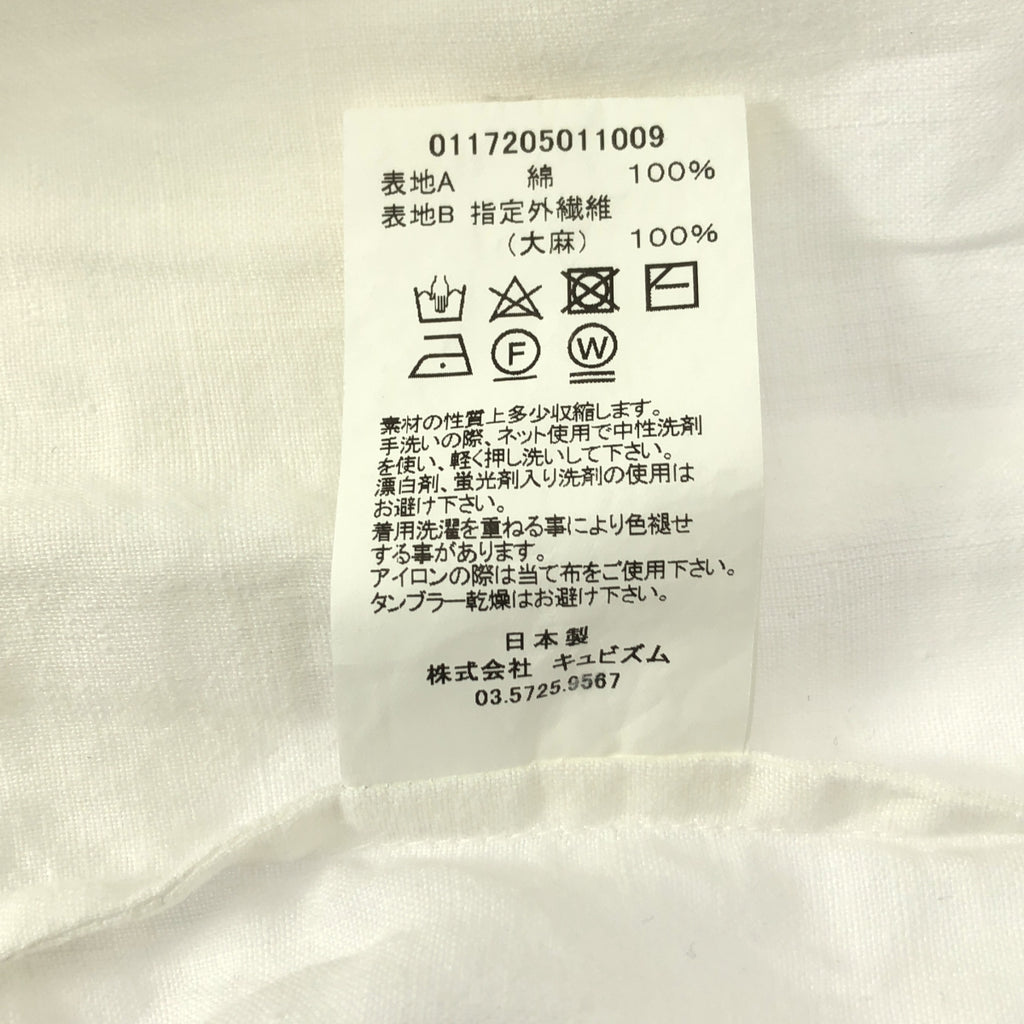 0117205011009
表地A 綿 100%
表地B 指定外繊維
(大麻) 100%
F W
素材の性質上多少収縮します。
手洗いの際、ネット使用で中性洗剤
を使い、軽く押し洗いして下さい。
漂白剤、蛍光剤入り洗剤の使用は
お避け下さい。
着用洗濯を重ねる事により色褪せ
する事があります。
アイロンの際は当て布をご使用下さい。
タンブラー乾燥はお避け下さい。
日本製
株式会社 キュビズム
03.5725.9567